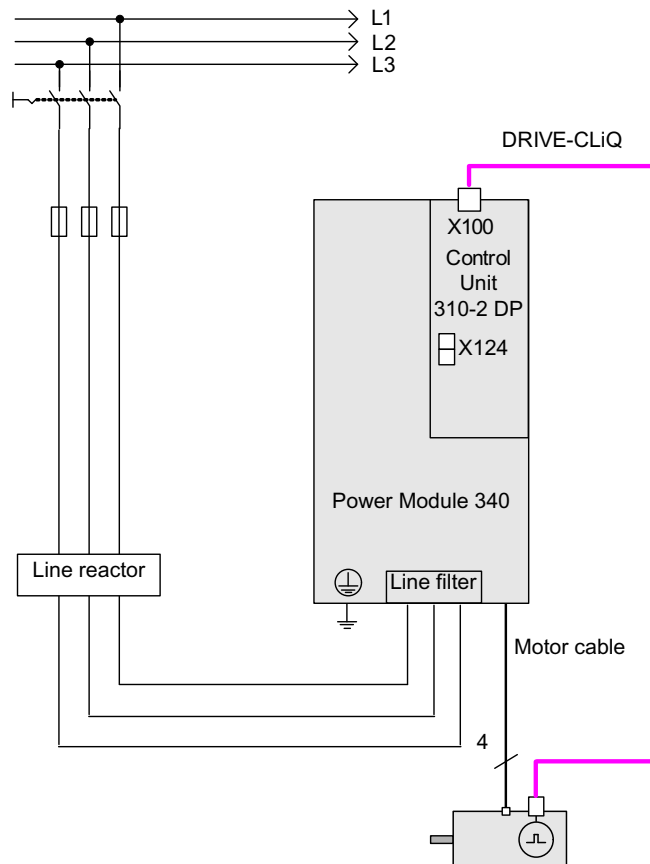 L1
L2
L3
DRIVE-CLiQ
X100
Control
Unit
310-2 DP
X124
Power Module 340
Line reactor
Line filter
Motor cable
4